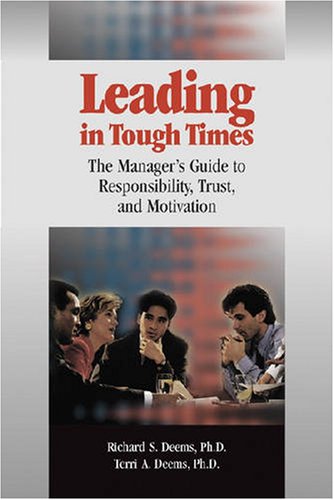 Leading
in Tough Times
The Manager's Guide to
Responsibility, Trust,
and Motivation
Richard S. Deems, Ph.D.
Terri A. Deems, Ph.D.